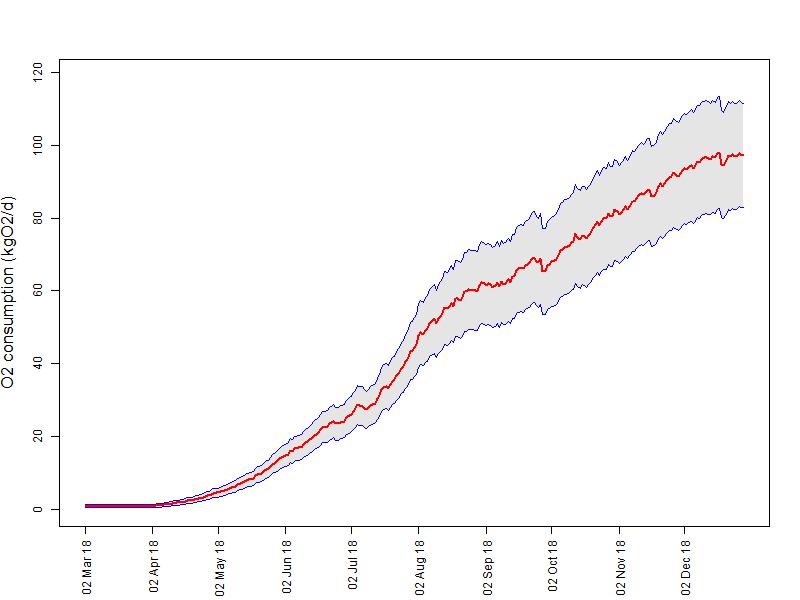 O2 consumption (kgO2/d)
120
100
80
60
40
20
0
02 Mar 18
02 Apr 18
02 May 18
02 Jun 18
02 Jul 18
02 Aug 18
02 Sep 18
02 Oct 18
02 Nov 18
02 Dec 18